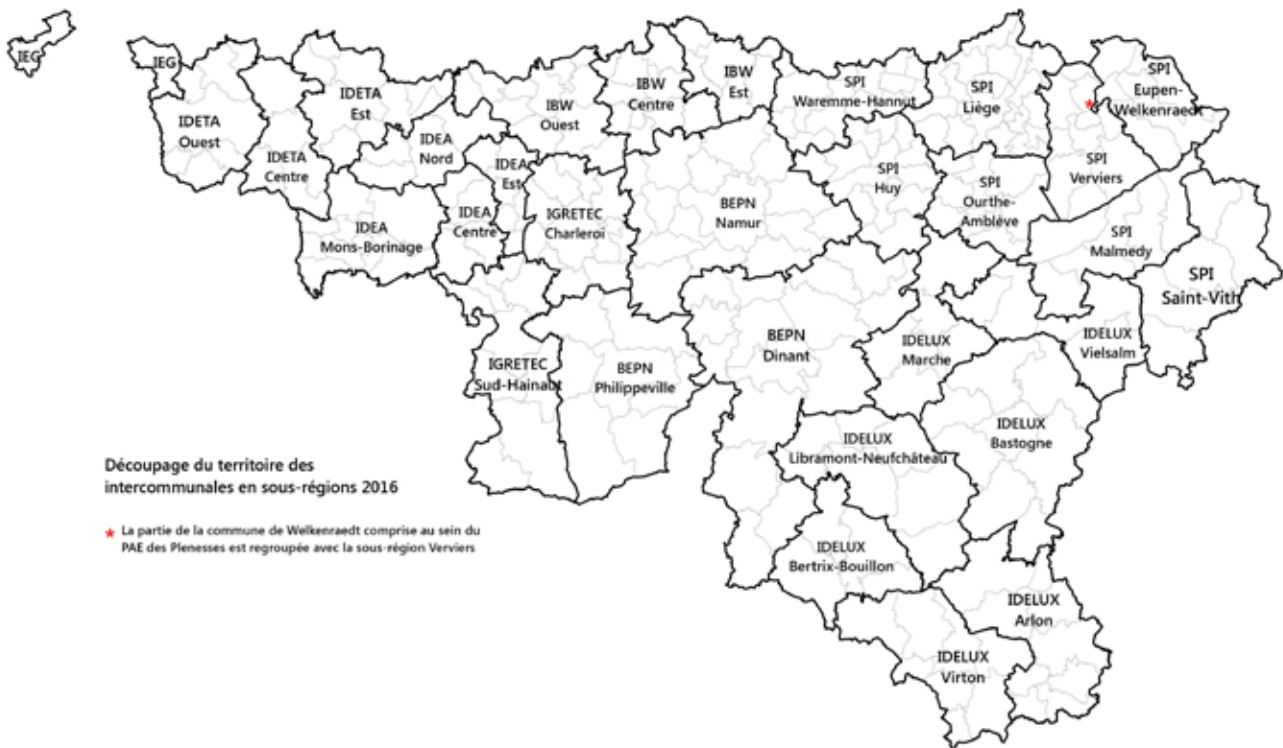 IEG
IEG
IDETA
Ouest
IDETA
Centre
IDETA
Est
IDEA
Nord
IDEA
Est
IDEA
Centre
IDEA
Mons-Borinage
IBW
Ouest
IBW
Centre
IBW
Est
IGRETEC
Charleroi
IGRETEC
Sud-Hainaut
BEPN
Namur
BEPN
Philippeville
BEPN
Dinant
SPI
Waremme-Hannut
SPI
Liège
SPI
Eupen-
Welkenraedt
*
SPI
Verviers
SPI
Huy
SPI
Ourthe-
Amblève
SPI
Malmedy
SPI
Saint-Vith
IDELUX
Marche
IDELUX
Vielsalm
IDELUX
Bastogne
IDELUX
Libramont-Neufchâteau
IDELUX
Bertrix-Bouillon
IDELUX
Arlon
IDELUX
Virton
Découpage du territoire des
intercommunales en sous-régions 2016
* La partie de la commune de Welkenraedt comprise au sein du
PAE des Plenesses est regroupée avec la sous-région Verviers